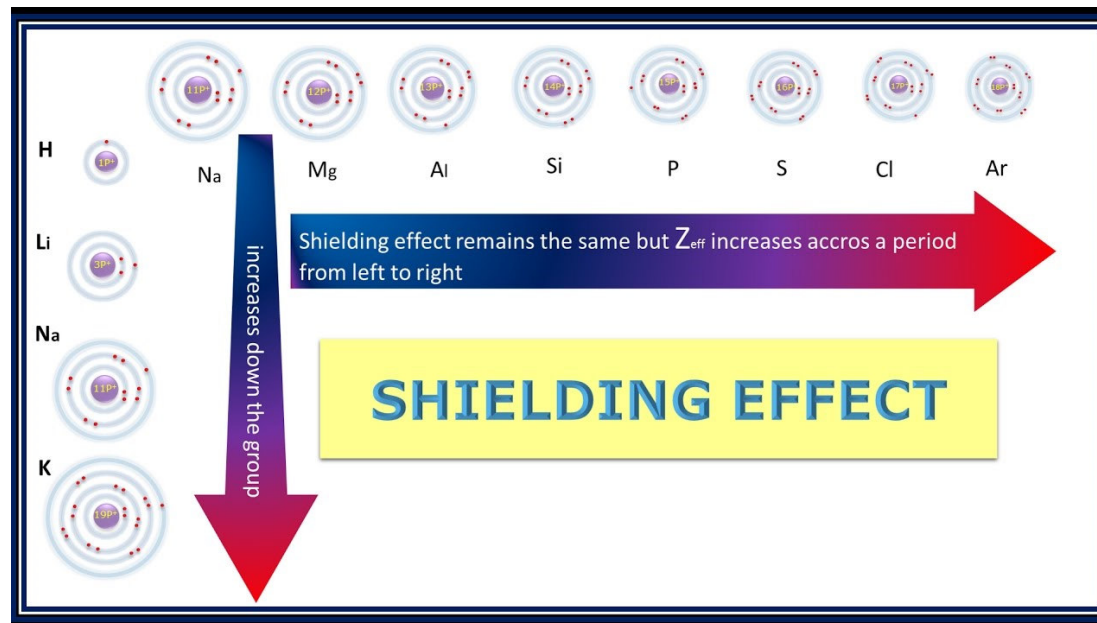 11P+
12P+
13P+
14P+
15P+
16P+
17P+
18P+
Na
Mg
Al
Si
P
S
Cl
Ar
H
1P+
Li
3P+
Na
11P+
K
19P+
increases down the group
Shielding effect remains the same but Zeff increases accros a period
from left to right
SHIELDING EFFECT